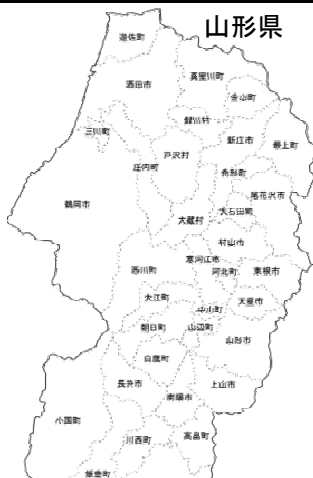 山形県
遊佐町
真室川町
酒田市
金山町
鮭川村
三川町
新庄市
最上町
戸沢村
庄内町
舟形町
尾花沢市
鶴岡市
大石田町
大蔵村
村山市
寒河江市
西川町
河北町
東根市
大江町
天童市
中山町
朝日町
山辺町
山形市
白鷹町
長井市
上山市
南陽市
小国町
高畠町
川西町
飯豊町